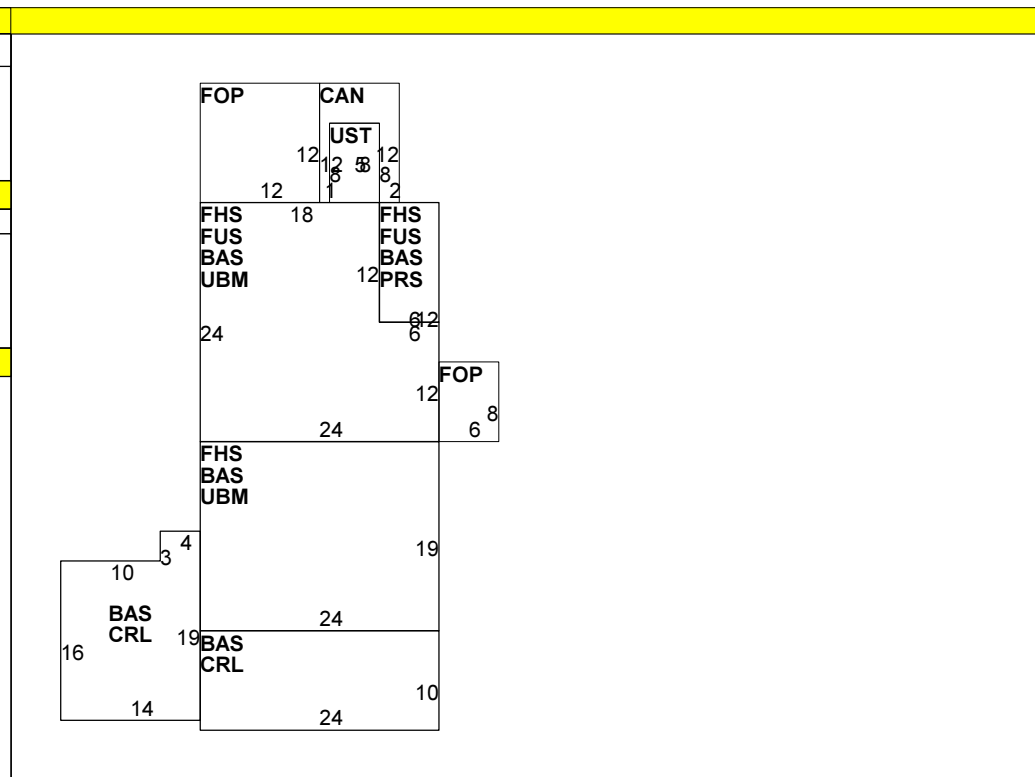 FOP CAN
UST
12 12 5 8 12
8 8
12 1 2
FHS 18 FHS
FUS FUS
BAS BAS
UBM 12 PRS
6 12
24 6
FOP
12
8
24 6
FHS
BAS
UBM
4
3 19
10
BAS 24
CRL 19 BAS
16 CRL
10
14 24